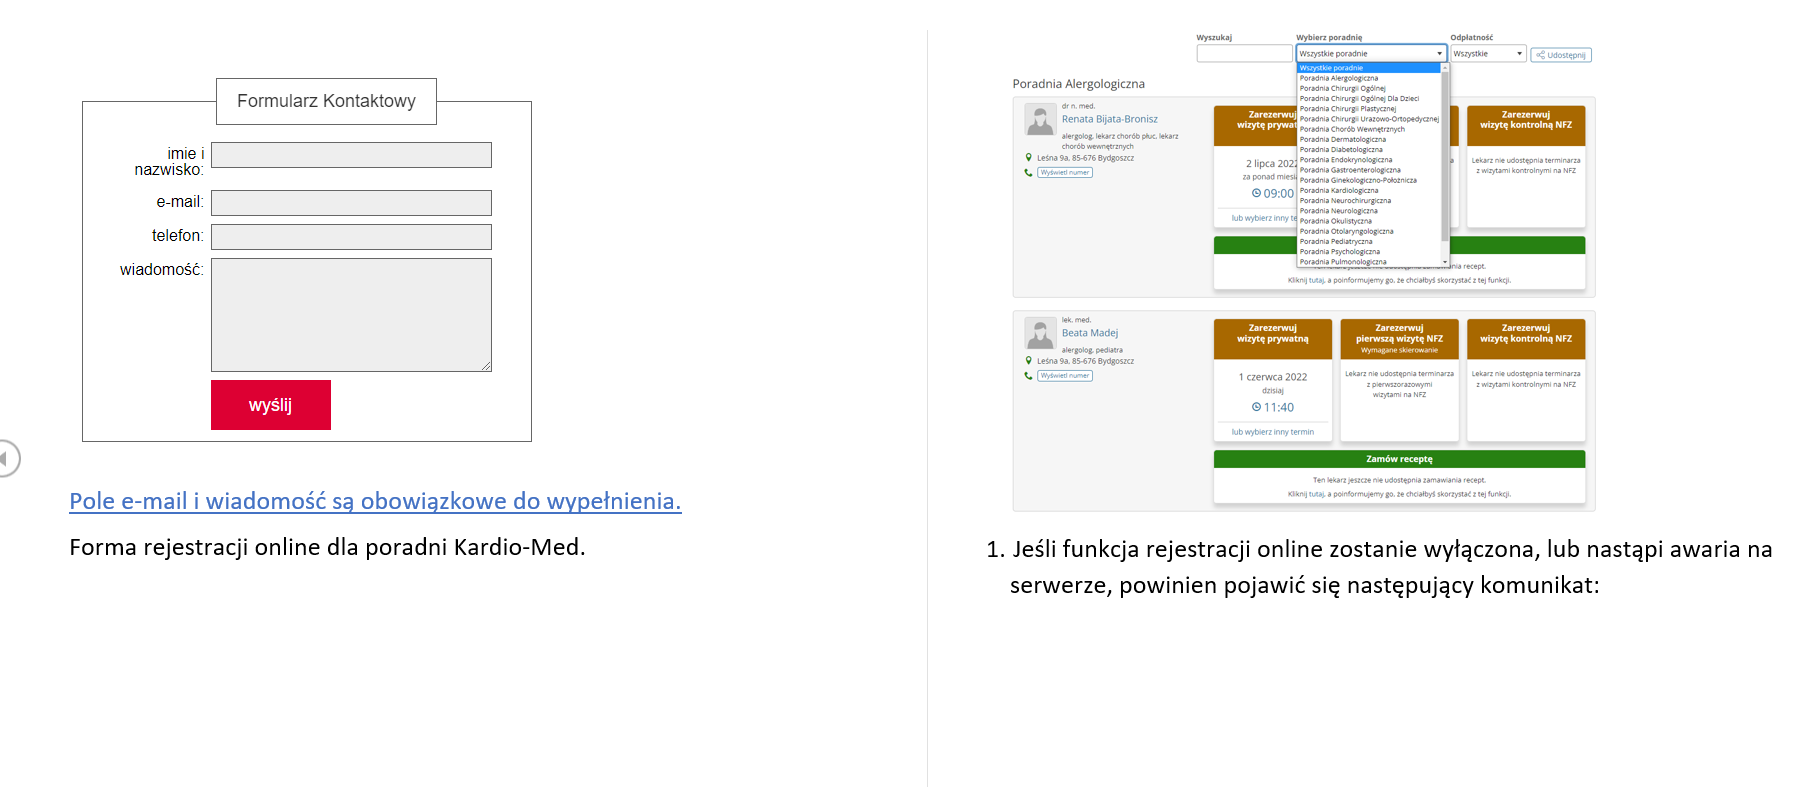 Formularz Kontaktowy
imie i
nazwisko:
e-mail:
telefon:
wiadomość:
wyślij
Pole e-mail i wiadomość są obowiązkowe do wypełnienia.
Forma rejestracji online dla poradni Kardio-Med.
Wyszukaj
Wybierz poradnię
Odpłatność
Wszystkie poradnie
Wszystkie
Udostępnij
Wszystkie poradnie
Poradnia Alergologiczna
Poradnia Chirurgii Ogólnej
Poradnia Chirurgii Ogólnej Dla Dzieci
Poradnia Chirurgii Plastycznej
Poradnia Chirurgii Urazowo-Ortopedycznej
Poradnia Chorób Wewnętrznych
Poradnia Dermatologiczna
Poradnia Diabetologiczna
Poradnia Endokrynologiczna
Poradnia Gastroenterologiczna
Poradnia Ginekologiczno-Położnicza
Poradnia Kardiologiczna
Poradnia Neurochirurgiczna
Poradnia Neurologiczna
Poradnia Okulistyczna
Poradnia Otolaryngologiczna
Poradnia Pediatryczna
Poradnia Psychologiczna
Poradnia Pulmonologiczna
Poradnia Alergologiczna
dr n. med.
Renata Bijata-Bronisz
alergolog, lekarz chorób płuc, lekarz
chorób wewnętrznych
Leśna 9a, 85-676 Bydgoszcz
Wyświetl numer
Zarezerwuj
wizytę prywat
2 lipca 2022
za ponad miesi
09:00
lub wybierz inny te
Zarezerwuj
wizytę kontrolną NFZ
Lekarz nie udostępnia terminarza
z wizytami kontrolnymi na NFZ
nia recept.
Kliknij tutaj, a poinformujemy go, że chciałbyś skorzystać z tej funkcji.
lek. med.
Beata Madej
alergolog, pediatra
Leśna 9a, 85-676 Bydgoszcz
Wyświetl numer
Zarezerwuj
wizytę prywatną
1 czerwca 2022
dzisiaj
11:40
lub wybierz inny termin
Zarezerwuj
pierwszą wizytę NFZ
Wymagane skierowanie
Lekarz nie udostępnia terminarza
z pierwszorazowymi
wizytami na NFZ
Zarezerwuj
wizytę kontrolną NFZ
Lekarz nie udostępnia terminarza
z wizytami kontrolnymi na NFZ
Zamów receptę
Ten lekarz jeszcze nie udostępnia zamawiania recept.
Kliknij tutaj, a poinformujemy go, że chciałbyś skorzystać z tej funkcji.
1. Jeśli funkcja rejestracji online zostanie wyłączona, lub nastąpi awaria na
serwerze, powinien pojawić się następujący komunikat: